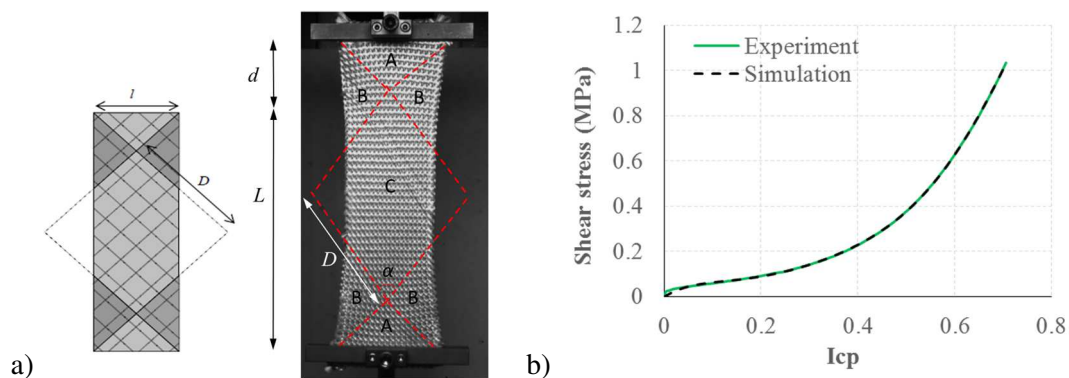 l
D
L
d
A
B
B
C
D
α
B
B
A
a)
b)
Shear stress (MPa)
1.2
1
0.8
0.6
0.4
0.2
0
Experiment
Simulation
0
0.2
0.4
0.6
0.8
Icp